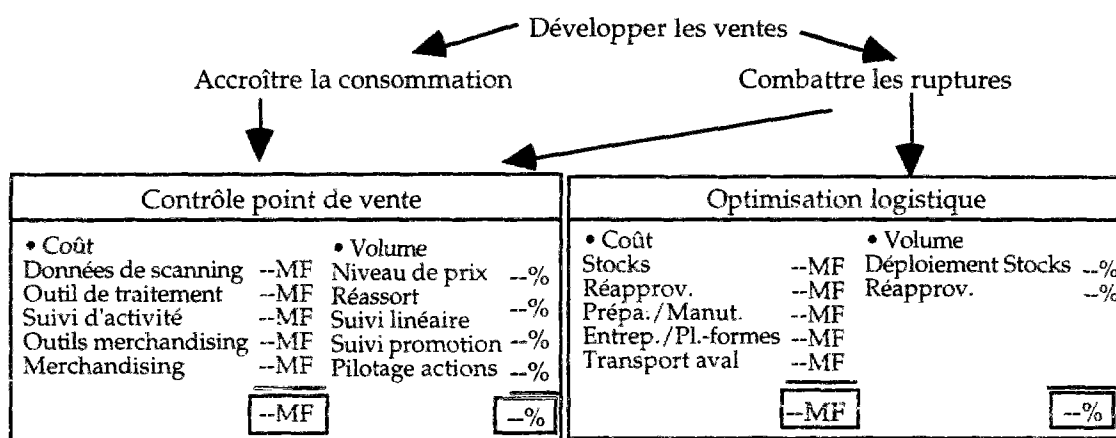 Développer les ventes
Accroître la consommation
Combattre les ruptures
Contrôle point de vente
• Coût
Données de scanning --MF
Outil de traitement --MF
Suivi d'activité --MF
Outils merchandising --MF
Merchandising --MF
--MF
• Volume
Niveau de prix --%
Réassort --%
Suivi linéaire
Suivi promotion --%
Pilotage actions --%
--%
Optimisation logistique
• Coût
Stocks --MF
Réapprov. --MF
Prépa./Manut. --MF
Entrep./Pl.-formes --MF
Transport aval --MF
--MF
• Volume
Déploiement Stocks --%
Réapprov. --%
--%